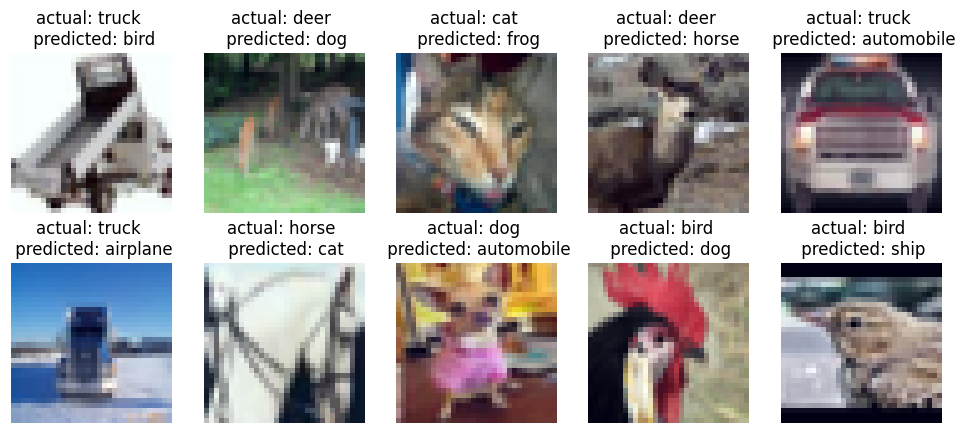 actual: truck
predicted: bird
actual: deer
predicted: dog
actual: cat
predicted: frog
actual: deer
predicted: horse
actual: truck
predicted: automobile
actual: truck
predicted: airplane
actual: horse
predicted: cat
actual: dog
predicted: automobile
actual: bird
predicted: dog
actual: bird
predicted: ship